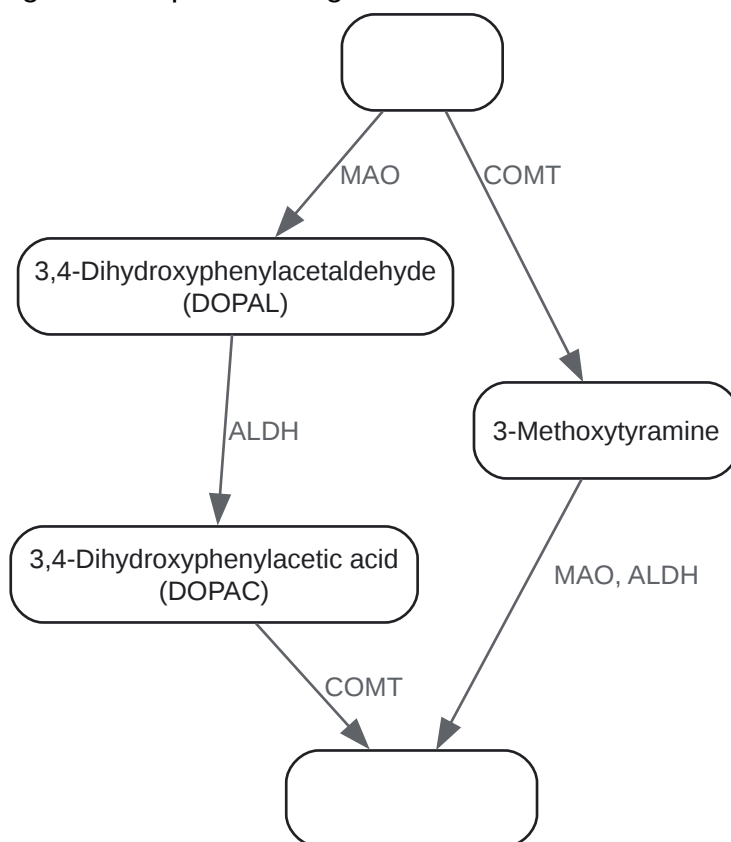 MAO
COMT
3,4-Dihydroxyphenylacetaldehyde
(DOPAL)
ALDH
3-Methoxytyramine
3,4-Dihydroxyphenylacetic acid
(DOPAC)
MAO, ALDH
COMT